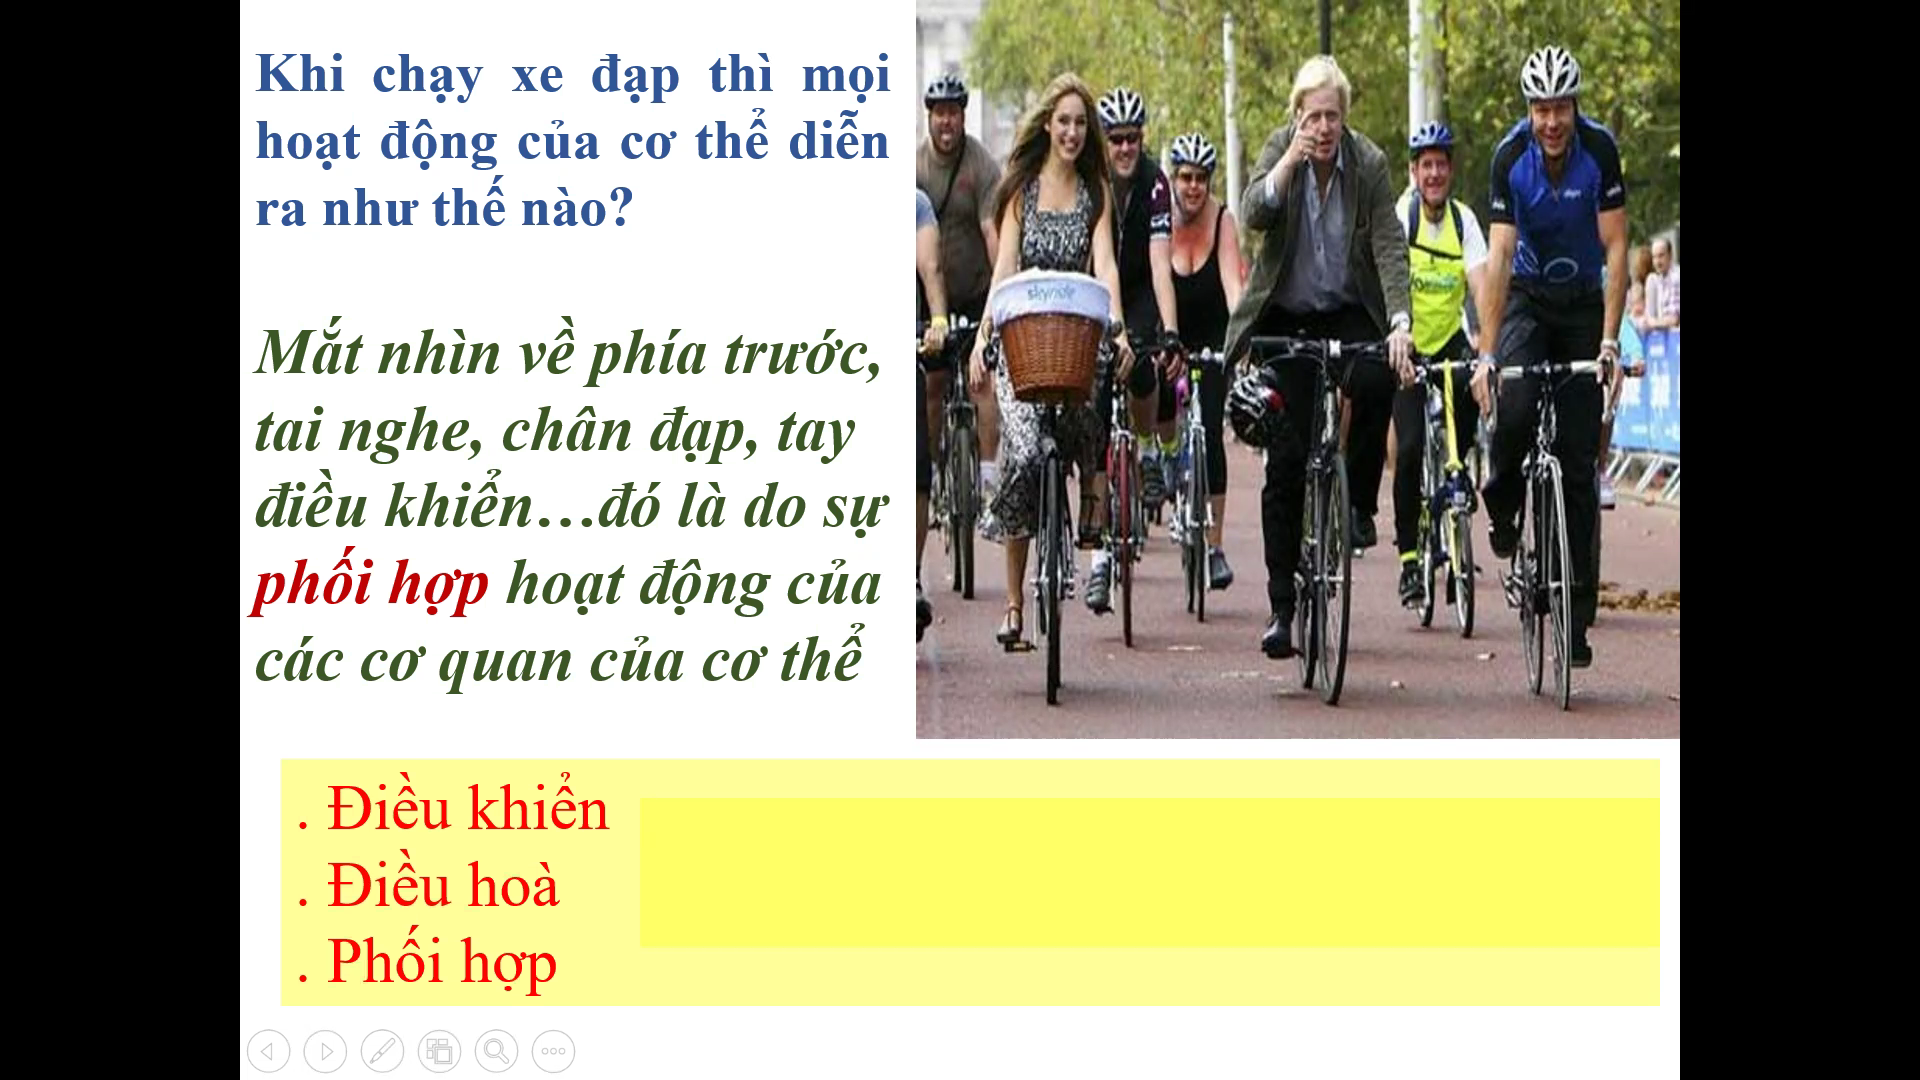 Khi chạy xe đạp thì mọi
hoạt động của cơ thể diễn
ra như thế nào?
Mắt nhìn về phía trước,
tai nghe, chân đạp, tay
điều khiển…đó là do sự
phối hợp hoạt động của
các cơ quan của cơ thể
skyride
. Điều khiển
. Điều hoà
. Phối hợp